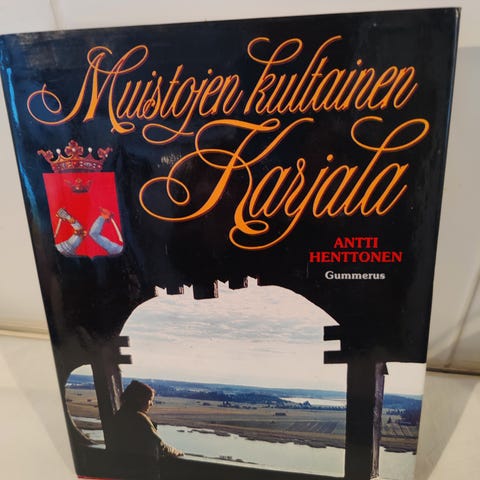 Muistojen kultainen
Karjala
ANTTI
HENTTONEN
Gummerus